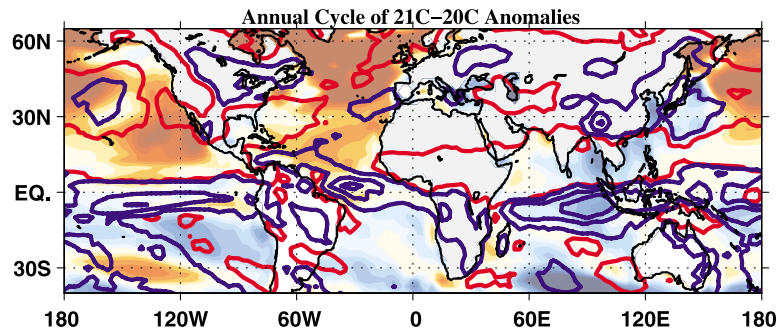 Annual Cycle of 21C−20C Anomalies
60N
30N
EQ.
30S
180 120W 60W 0 60E 120E 180